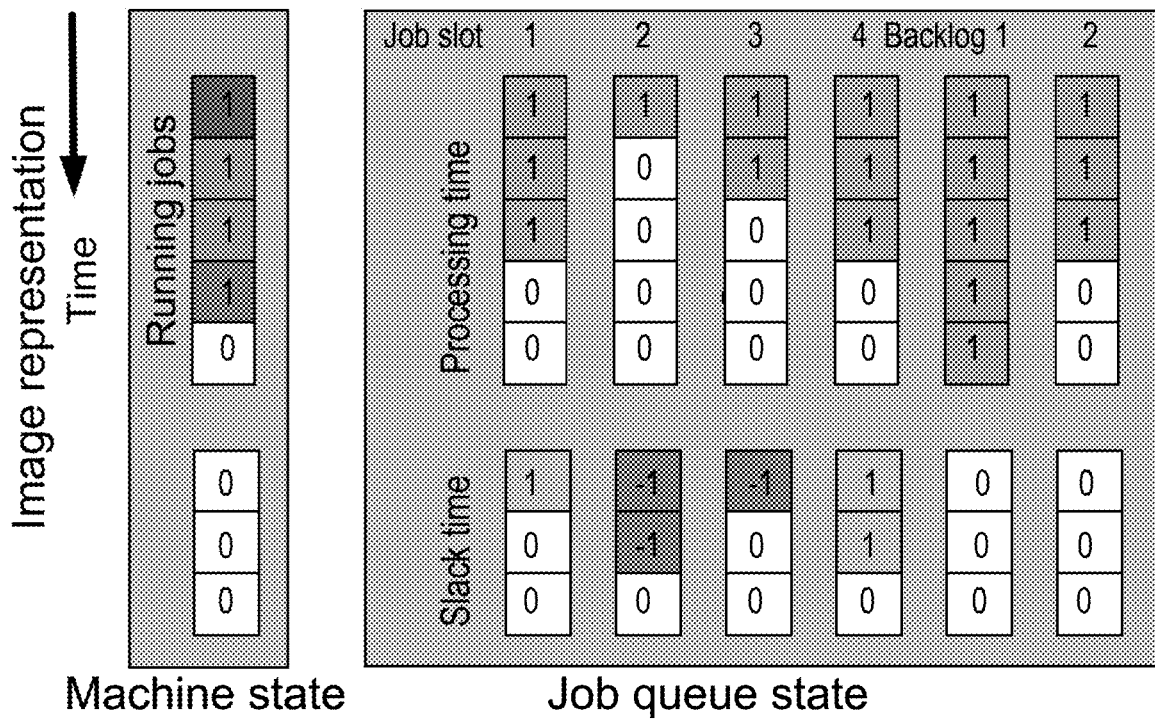 Image representation
Time
Running jobs
1
1
1
1
0
0
0
0
Machine state
Job slot 1 2 3 4 Backlog 1 2
Processing time
1 1 1 1 1 1
1 0 1 1 1 1
1 0 0 1 1 1
0 0 0 0 1 0
0 0 0 0 1 0
Slack time
1 -1 -1 1 0 0
0 -1 0 1 0 0
0 0 0 0 0 0
Job queue state